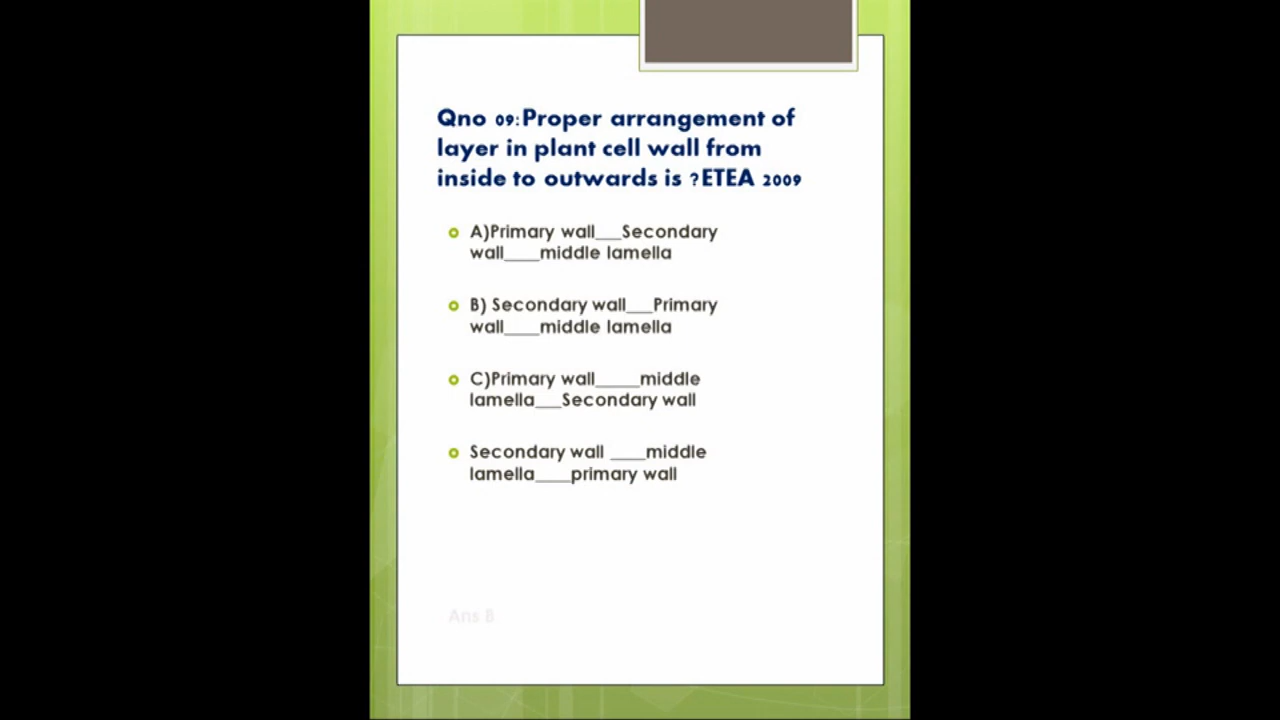 Qno 09:Proper arrangement of
layer in plant cell wall from
inside to outwards is ?ETEA 2009
A)Primary wall___Secondary
wall____middle lamella
B) Secondary wall___Primary
wall____middle lamella
C)Primary wall_____middle
lamella___Secondary wall
Secondary wall ____middle
lamella____primary wall
Ans B